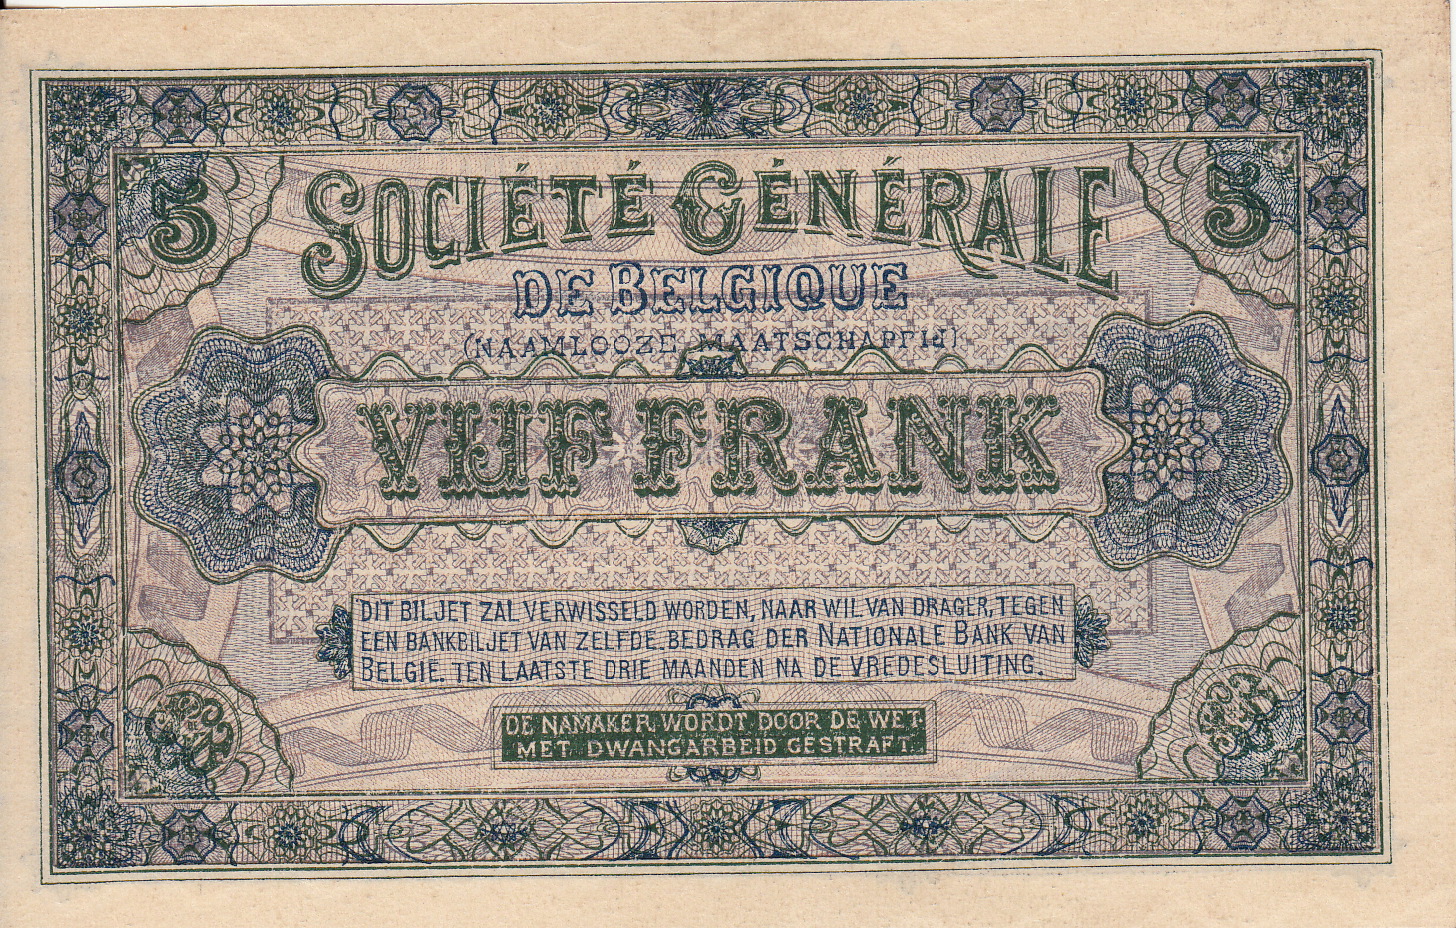 5 5
SOCIÉTÉ GÉNÉRALE
DE BELGIQUE
(NAAMLOOZE MAATSCHAPPIJ)
VIJF FRANK
DIT BILJET ZAL VERWISSELD WORDEN, NAAR WIL VAN DRAGER, TEGEN
EEN BANKBILJET VAN ZELFDE BEDRAG DER NATIONALE BANK VAN
BELGIE. TEN LAATSTE DRIE MAANDEN NA DE VREDESLUITING.
DE NAMAKER WORDT DOOR DE WET
MET DWANGARBEID GESTRAFT.